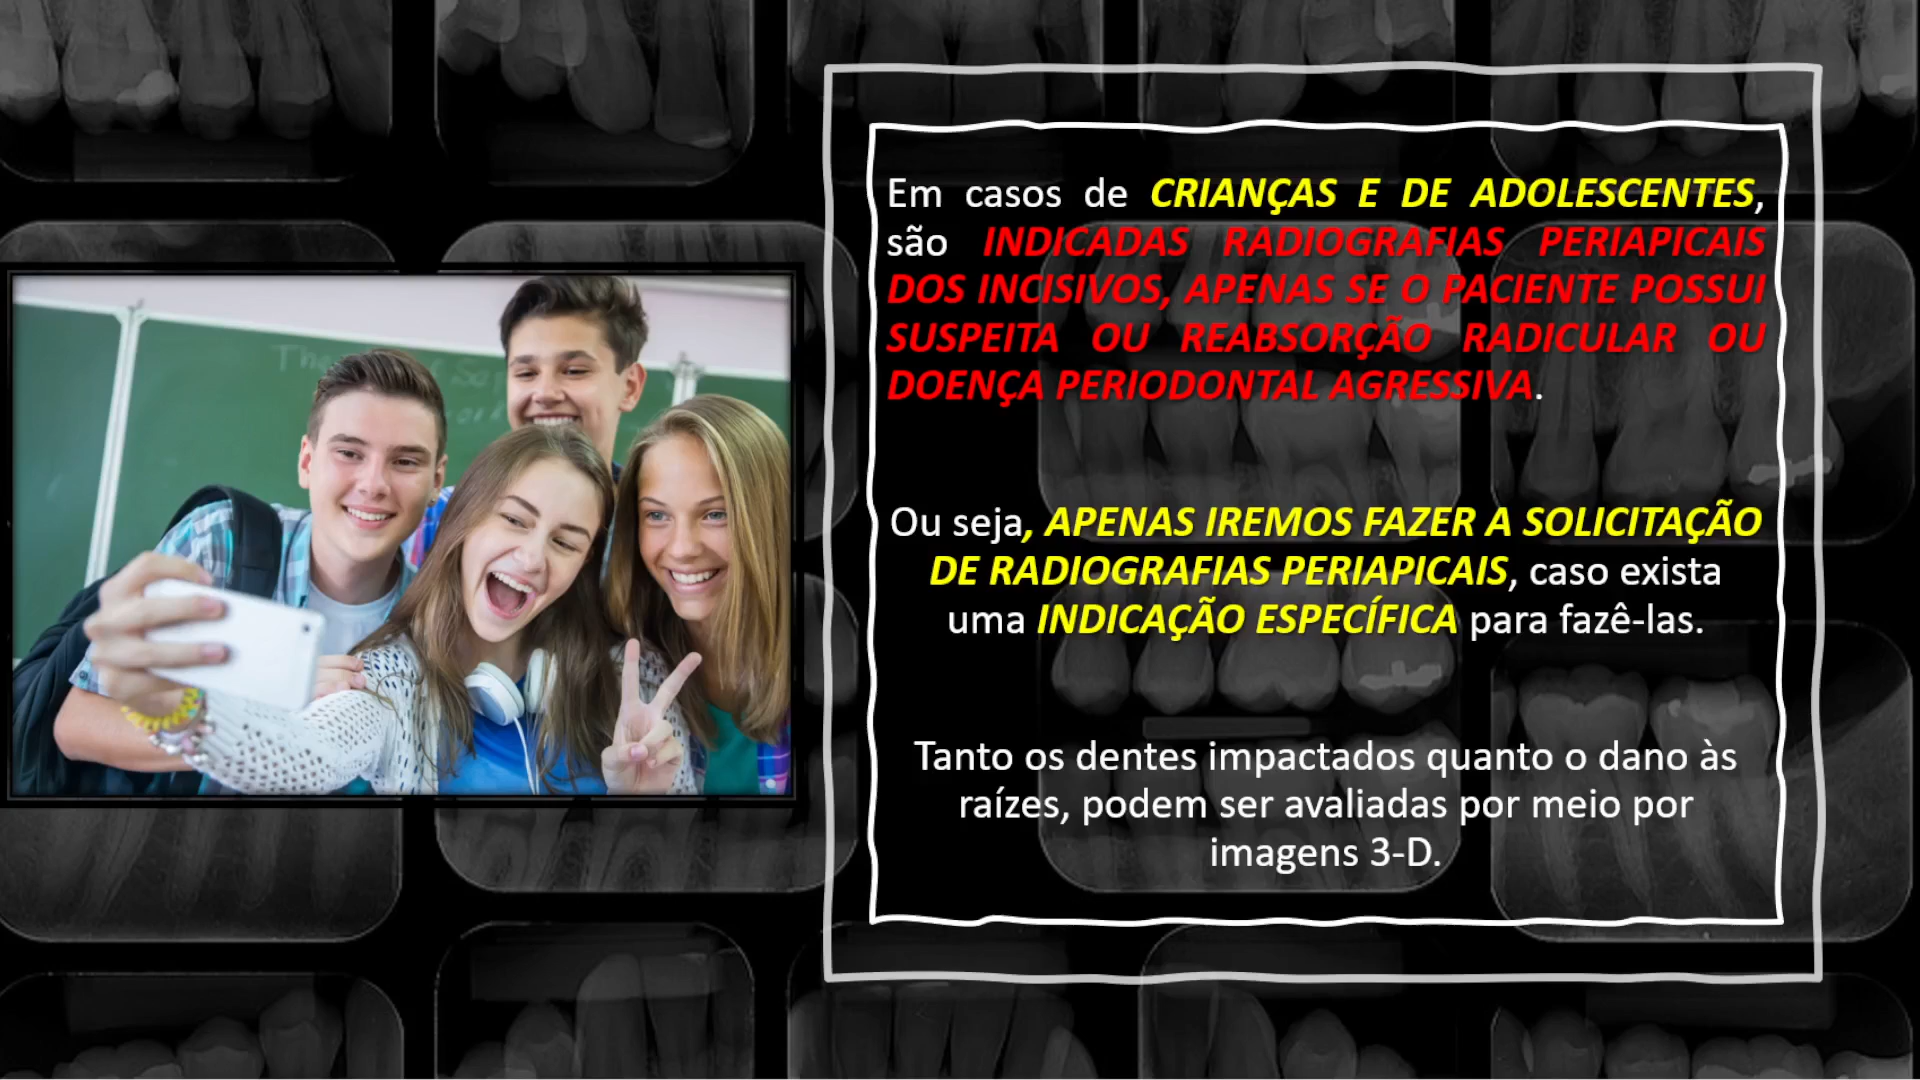 Em casos de CRIANÇAS E DE ADOLESCENTES,
são INDICADAS RADIOGRAFIAS PERIAPICAIS
DOS INCISIVOS, APENAS SE O PACIENTE POSSUI
SUSPEITA OU REABSORÇÃO RADICULAR OU
DOENÇA PERIODONTAL AGRESSIVA.
Ou seja, APENAS IREMOS FAZER A SOLICITAÇÃO
DE RADIOGRAFIAS PERIAPICAIS, caso exista
uma INDICAÇÃO ESPECÍFICA para fazê-las.
Tanto os dentes impactados quanto o dano às
raízes, podem ser avaliadas por meio por
imagens 3-D.